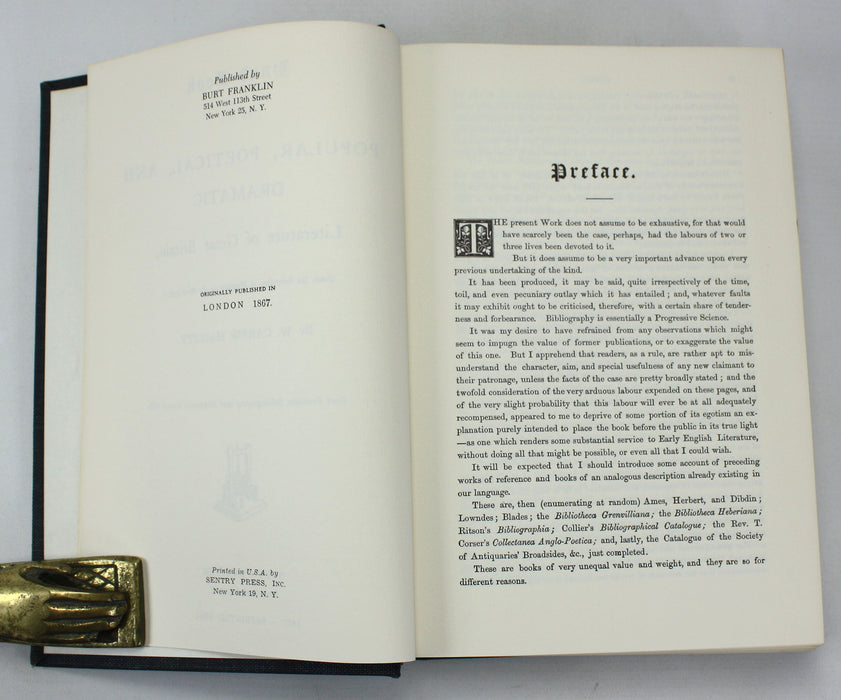 Published by
BURT FRANKLIN
514 West 113th Street
New York 25, N. Y.
ORIGINALLY PUBLISHED IN
LONDON 1867.
Printed in U.S.A. by
SENTRY PRESS, INC.
New York 19, N. Y.
Preface.
THE present Work does not assume to be exhaustive, for that would
have scarcely been the case, perhaps, had the labours of two or
three lives been devoted to it.
But it does assume to be a very important advance upon every
previous undertaking of the kind.
It has been produced, it may be said, quite irrespectively of the time,
toil, and even pecuniary outlay which it has entailed; and, whatever faults
it may exhibit ought to be criticised, therefore, with a certain share of tender-
ness and forbearance. Bibliography is essentially a Progressive Science.
It was my desire to have refrained from any observations which might
seem to impugn the value of former publications, or to exaggerate the value
of this one. But I apprehend that readers, as a rule, are rather apt to mis-
understand the character, aim, and special usefulness of any new claimant to
their patronage, unless the facts of the case are pretty broadly stated; and the
twofold consideration of the very arduous labour expended on these pages, and
of the very slight probability that this labour will ever be at all adequately
recompensed, appeared to me to deprive of some portion of its egotism an ex-
planation purely intended to place the book before the public in its true light
—as one which renders some substantial service to Early English Literature,
without doing all that might be possible, or even all that I could wish.
It will be expected that I should introduce some account of preceding
works of reference and books of an analogous description already existing in
our language.
These are, then (enumerating at random) Ames, Herbert, and Dibdin;
Lowndes; Blades; the Bibliotheca Grenvilliana; the Bibliotheca Heberiana;
Ritson's Bibliographia; Collier's Bibliographical Catalogue; the Rev. T.
Corser's Collectanea Anglo-Poetica; and, lastly, the Catalogue of the Society
of Antiquaries' Broadsides, &c., just completed.
These are books of very unequal value and weight, and they are so for
different reasons.